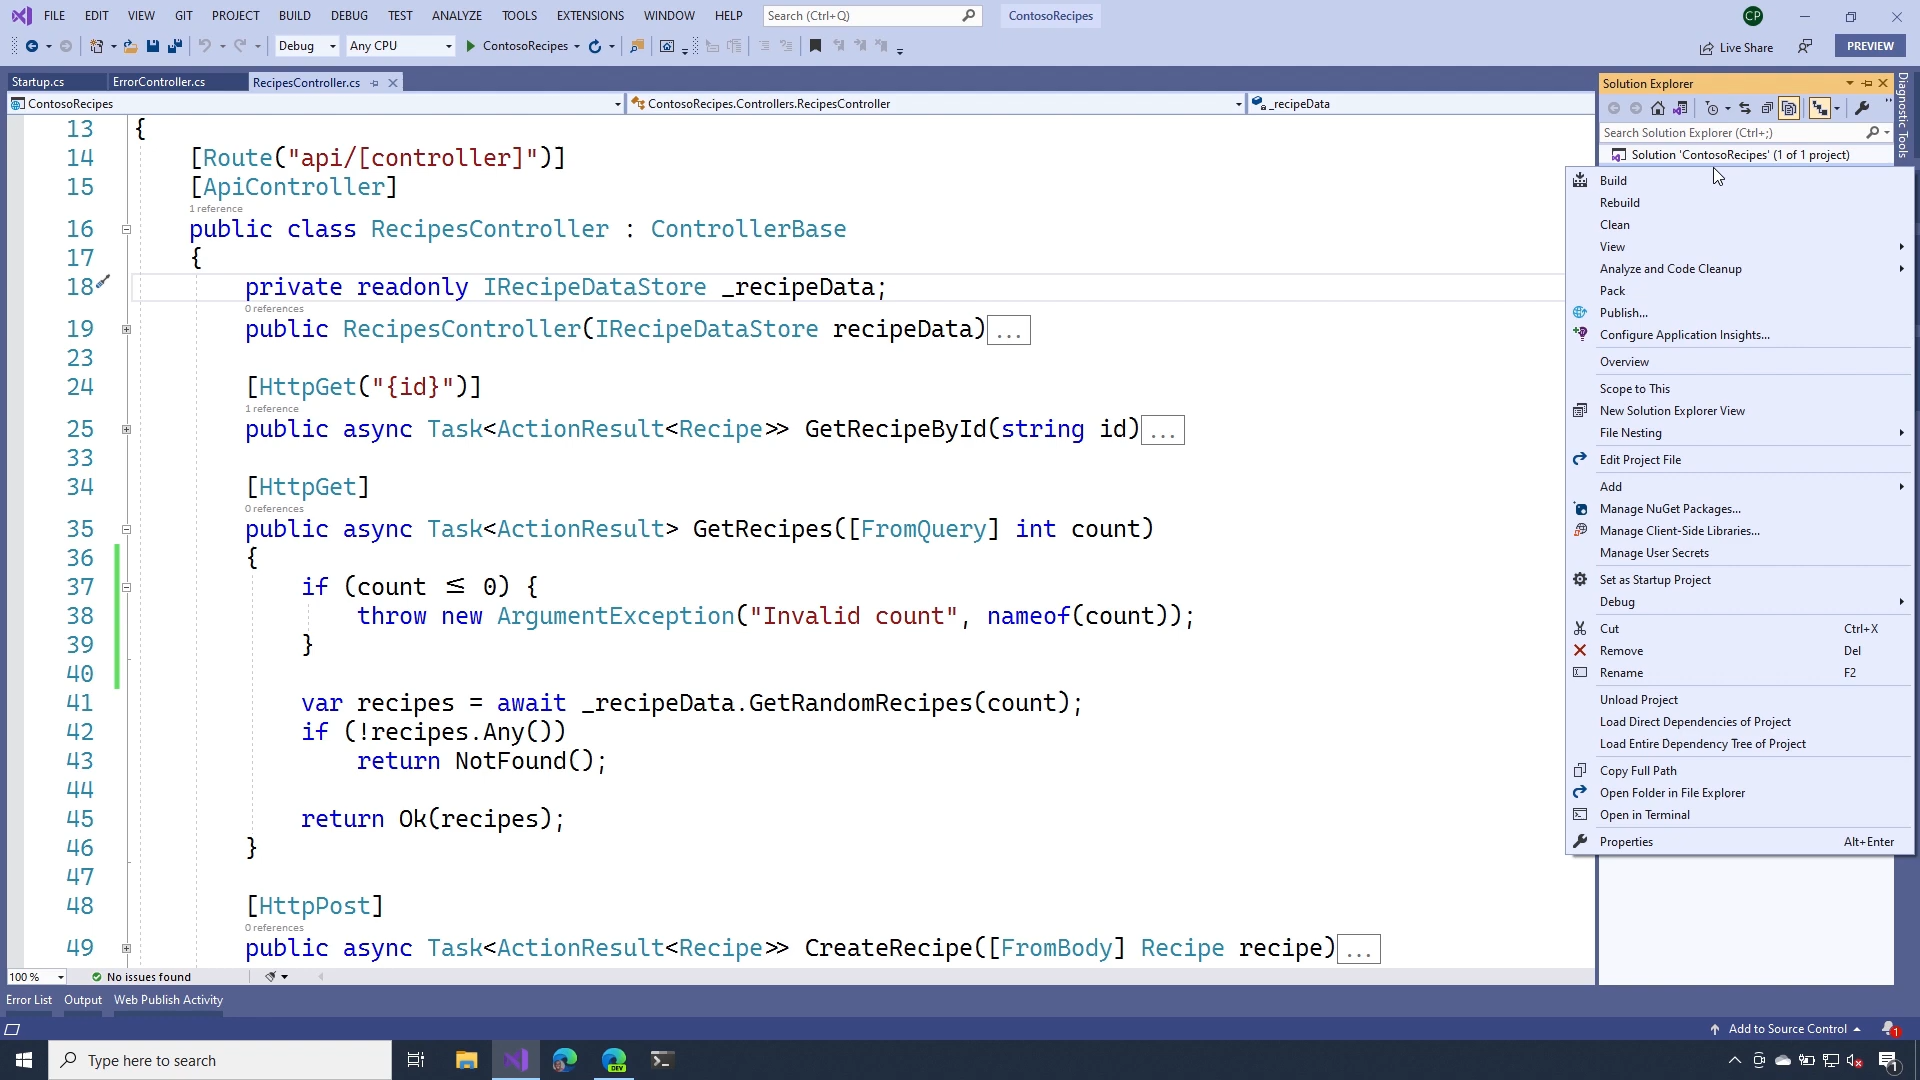 FILE EDIT VIEW GIT PROJECT BUILD DEBUG TEST ANALYZE TOOLS EXTENSIONS WINDOW HELP Search (Ctrl+Q) ContosoRecipes CP
Debug Any CPU ContosoRecipes Live Share PREVIEW
Startup.cs ErrorController.cs RecipesController.cs
ContosoRecipes ContosoRecipes.Controllers.RecipesController _recipeData
13 {
14 [Route("api/[controller]")]
15 [ApiController]
1 reference
16 public class RecipesController : ControllerBase
17 {
18 private readonly IRecipeDataStore _recipeData;
0 references
19 public RecipesController(IRecipeDataStore recipeData)...
23
24 [HttpGet("{id}")]
1 reference
25 public async Task<ActionResult<Recipe>> GetRecipeById(string id)...
33
34 [HttpGet]
0 references
35 public async Task<ActionResult> GetRecipes([FromQuery] int count)
36 {
37 if (count ≤ 0) {
38 throw new ArgumentException("Invalid count", nameof(count));
39 }
40
41 var recipes = await _recipeData.GetRandomRecipes(count);
42 if (!recipes.Any())
43 return NotFound();
44
45 return Ok(recipes);
46 }
47
48 [HttpPost]
0 references
49 public async Task<ActionResult<Recipe>> CreateRecipe([FromBody] Recipe recipe)...
100 % No issues found
Error List Output Web Publish Activity
Solution Explorer
Search Solution Explorer (Ctrl+;)
Solution 'ContosoRecipes' (1 of 1 project)
Diagnostic Tools
Build
Rebuild
Clean
View
Analyze and Code Cleanup
Pack
Publish...
Configure Application Insights...
Overview
Scope to This
New Solution Explorer View
File Nesting
Edit Project File
Add
Manage NuGet Packages...
Manage Client-Side Libraries...
Manage User Secrets
Set as Startup Project
Debug
Cut Ctrl+X
Remove Del
Rename F2
Unload Project
Load Direct Dependencies of Project
Load Entire Dependency Tree of Project
Copy Full Path
Open Folder in File Explorer
Open in Terminal
Properties Alt+Enter
Add to Source Control 1
Type here to search DEV 1